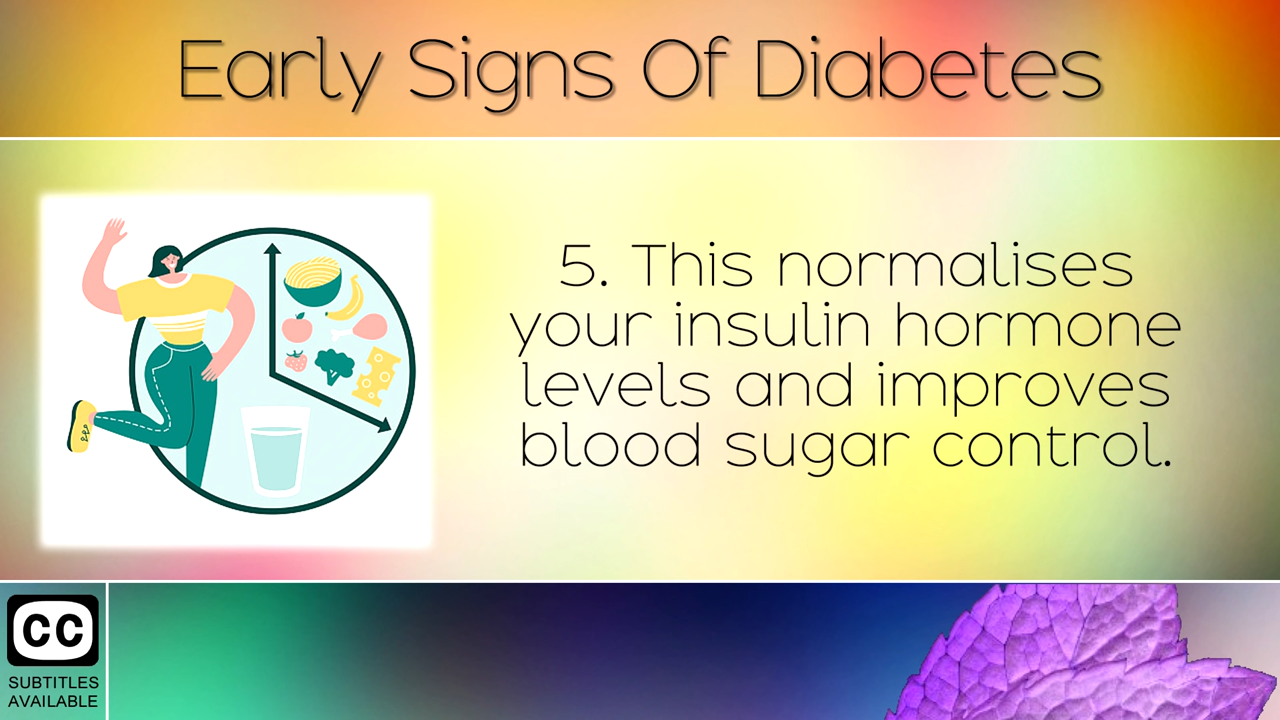 Early Signs Of Diabetes
5. This normalises
your insulin hormone
levels and improves
blood sugar control.
CC
SUBTITLES
AVAILABLE